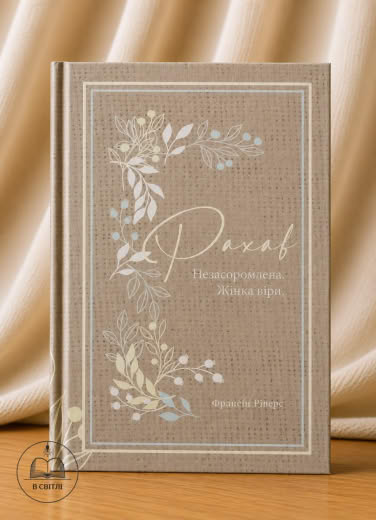 Рахав
Незасоромлена.
Жінка віри.
Франсін Ріверс
В СВІТЛІ